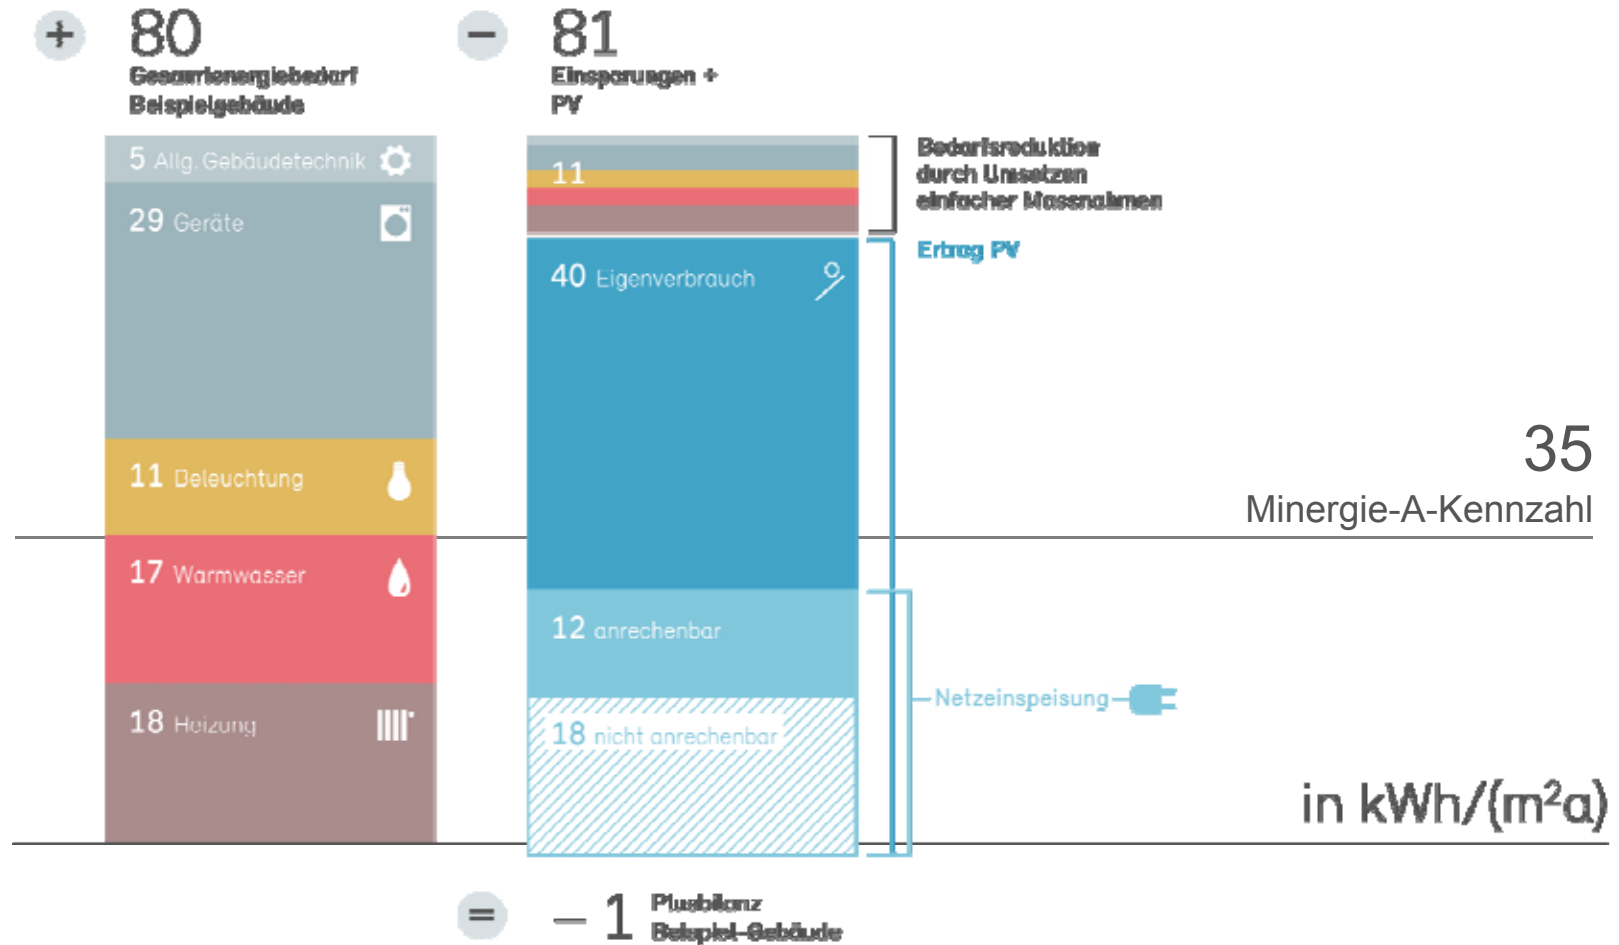 + 80
Gesamtenergiebedarf
Beispielgebäude
5 Allg. Gebäudetechnik
29 Geräte
11 Beleuchtung
17 Warmwasser
18 Heizung
− 81
Einsparungen +
PV
11
40 Eigenverbrauch
12 anrechenbar
18 nicht anrechenbar
Bedarfsreduktion
durch Umsetzen
einfacher Massnahmen
Ertrag PV
Netzeinspeisung
35
Minergie-A-Kennzahl
in kWh/(m²a)
= – 1
Plusbilanz
Beispiel-Gebäude